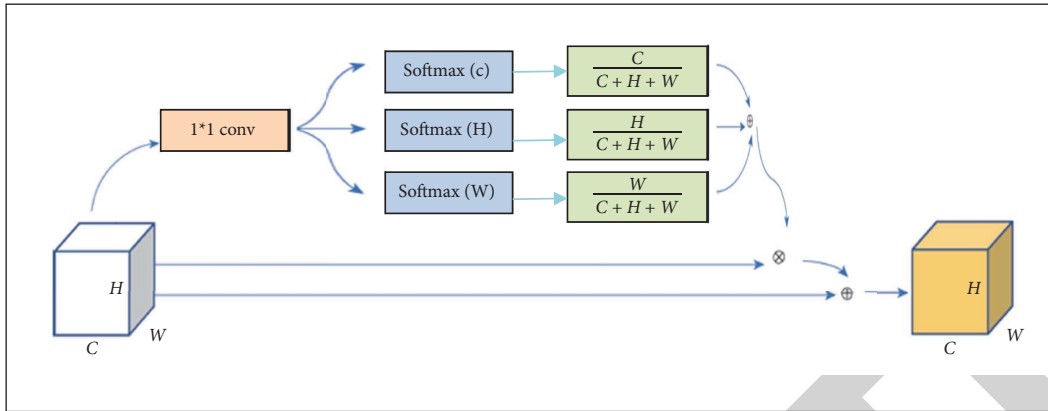 Softmax (c)
C
C + H + W
1*1 conv
Softmax (H)
H
C + H + W
⊕
Softmax (W)
W
C + H + W
⊗
H
⊕
H
W
C
W
C